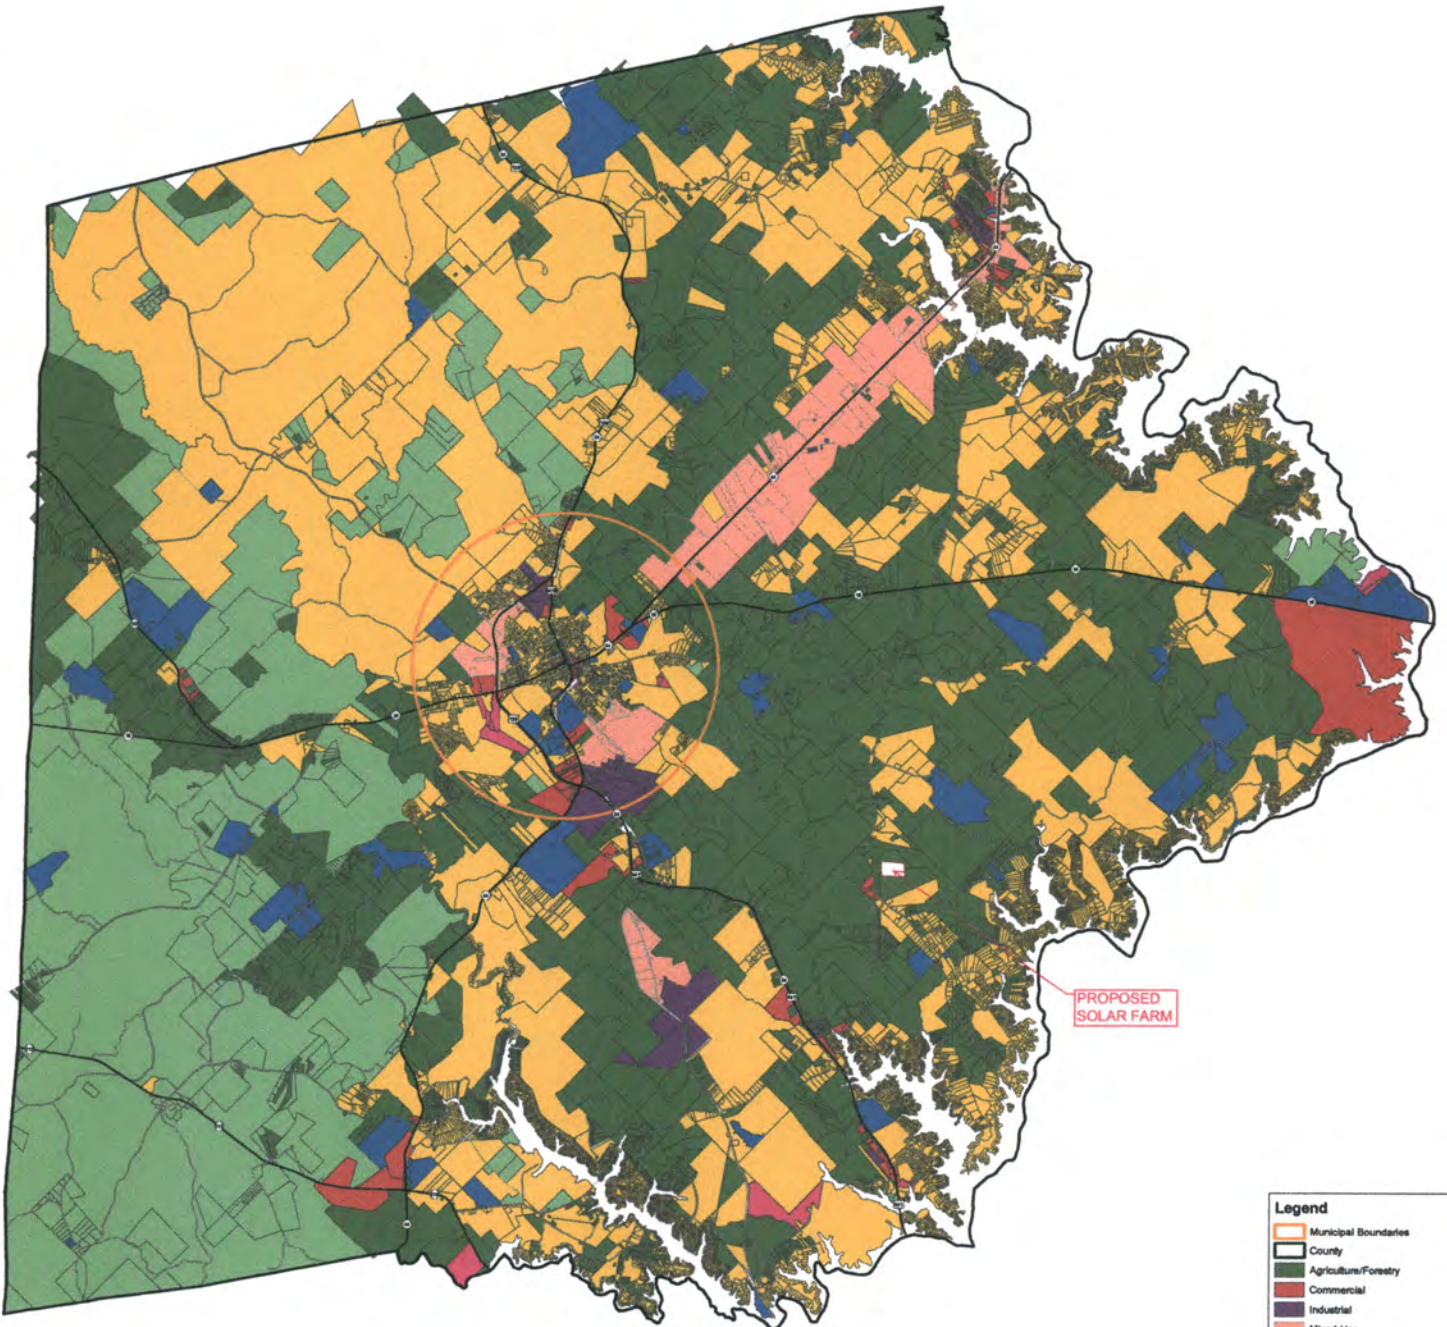 PROPOSED
SOLAR FARM
Legend
Municipal Boundaries
County
Agriculture/Forestry
Commercial
Industrial